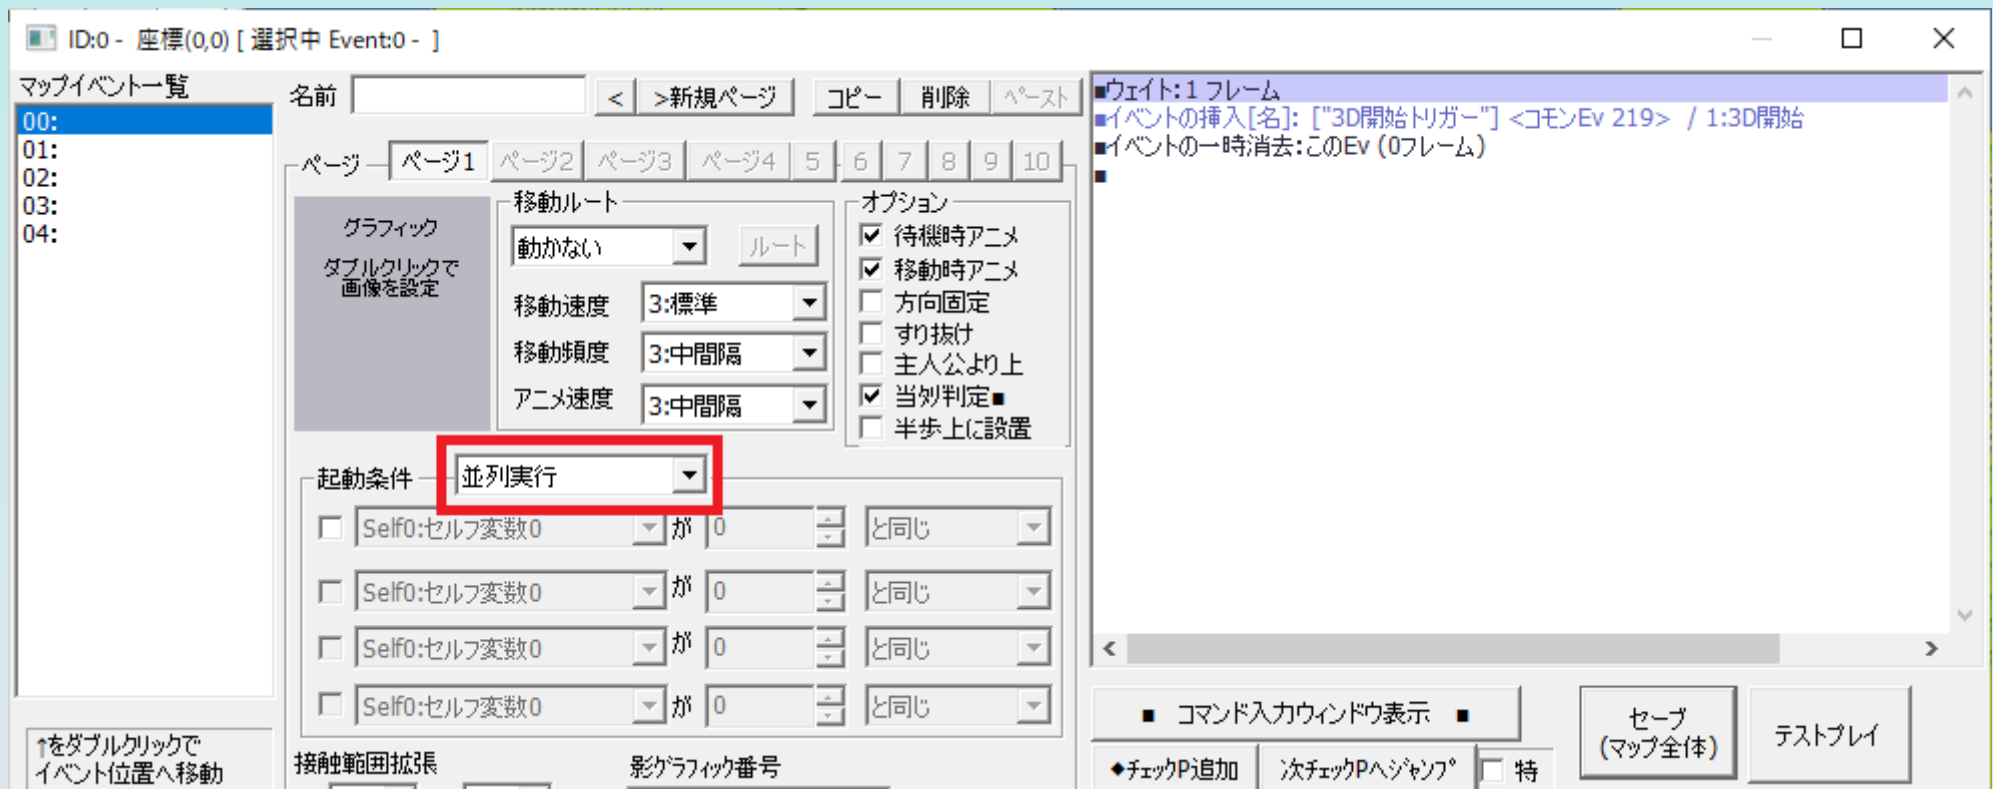 ID:0 - 座標(0,0) [ 選択中 Event:0 - ]
マップイベント一覧
00:
01:
02:
03:
04:
↑をダブルクリックで
イベント位置へ移動
名前
< >新規ページ コピー 削除 ペースト
ページ ページ1 ページ2 ページ3 ページ4 5 6 7 8 9 10
グラフィック
ダブルクリックで
画像を設定
移動ルート
動かない ルート
移動速度 3:標準
移動頻度 3:中間隔
アニメ速度 3:中間隔
オプション
待機時アニメ
移動時アニメ
方向固定
すり抜け
主人公より上
当たり判定■
半歩上に設置
起動条件 並列実行
Self0:セルフ変数0 が 0 と同じ
Self0:セルフ変数0 が 0 と同じ
Self0:セルフ変数0 が 0 と同じ
Self0:セルフ変数0 が 0 と同じ
接触範囲拡張 影グラフィック番号
■ウェイト:1 フレーム
■イベントの挿入[名]: ["3D開始トリガー"] <コモンEv 219> / 1:3D開始
■イベントの一時消去:このEv (0フレーム)
■
■ コマンド入力ウィンドウ表示 ■
◆チェックP追加 次チェックPへジャンプ 特
セーブ
(マップ全体)
テストプレイ